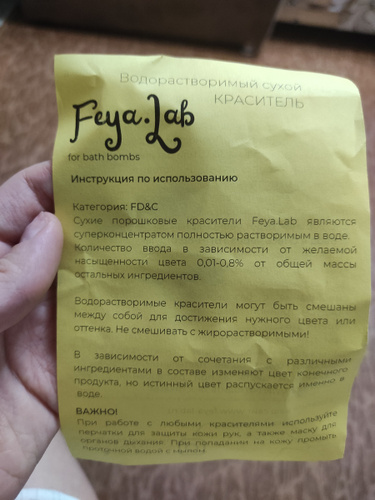 Водорастворимый сухой
КРАСИТЕЛЬ
Feya.Lab
for bath bombs
Инструкция по использованию
Категория: FD&C
Сухие порошковые красители Feya.Lab являются
суперконцентратом полностью растворимым в воде.
Количество ввода в зависимости от желаемой
насыщенности цвета 0,01-0,8% от общей массы
остальных ингредиентов.
Водорастворимые красители могут быть смешаны
между собой для достижения нужного цвета или
оттенка. Не смешивать с жирорастворимыми!
В зависимости от сочетания с различными
ингредиентами в составе изменяют цвет конечного
продукта, но истинный цвет распускается именно в
воде.
ВАЖНО!
При работе с любыми красителями используйте
перчатки для защиты кожи рук, а также маску для
органов дыхания. При попадании на кожу промыть
проточной водой с мылом.